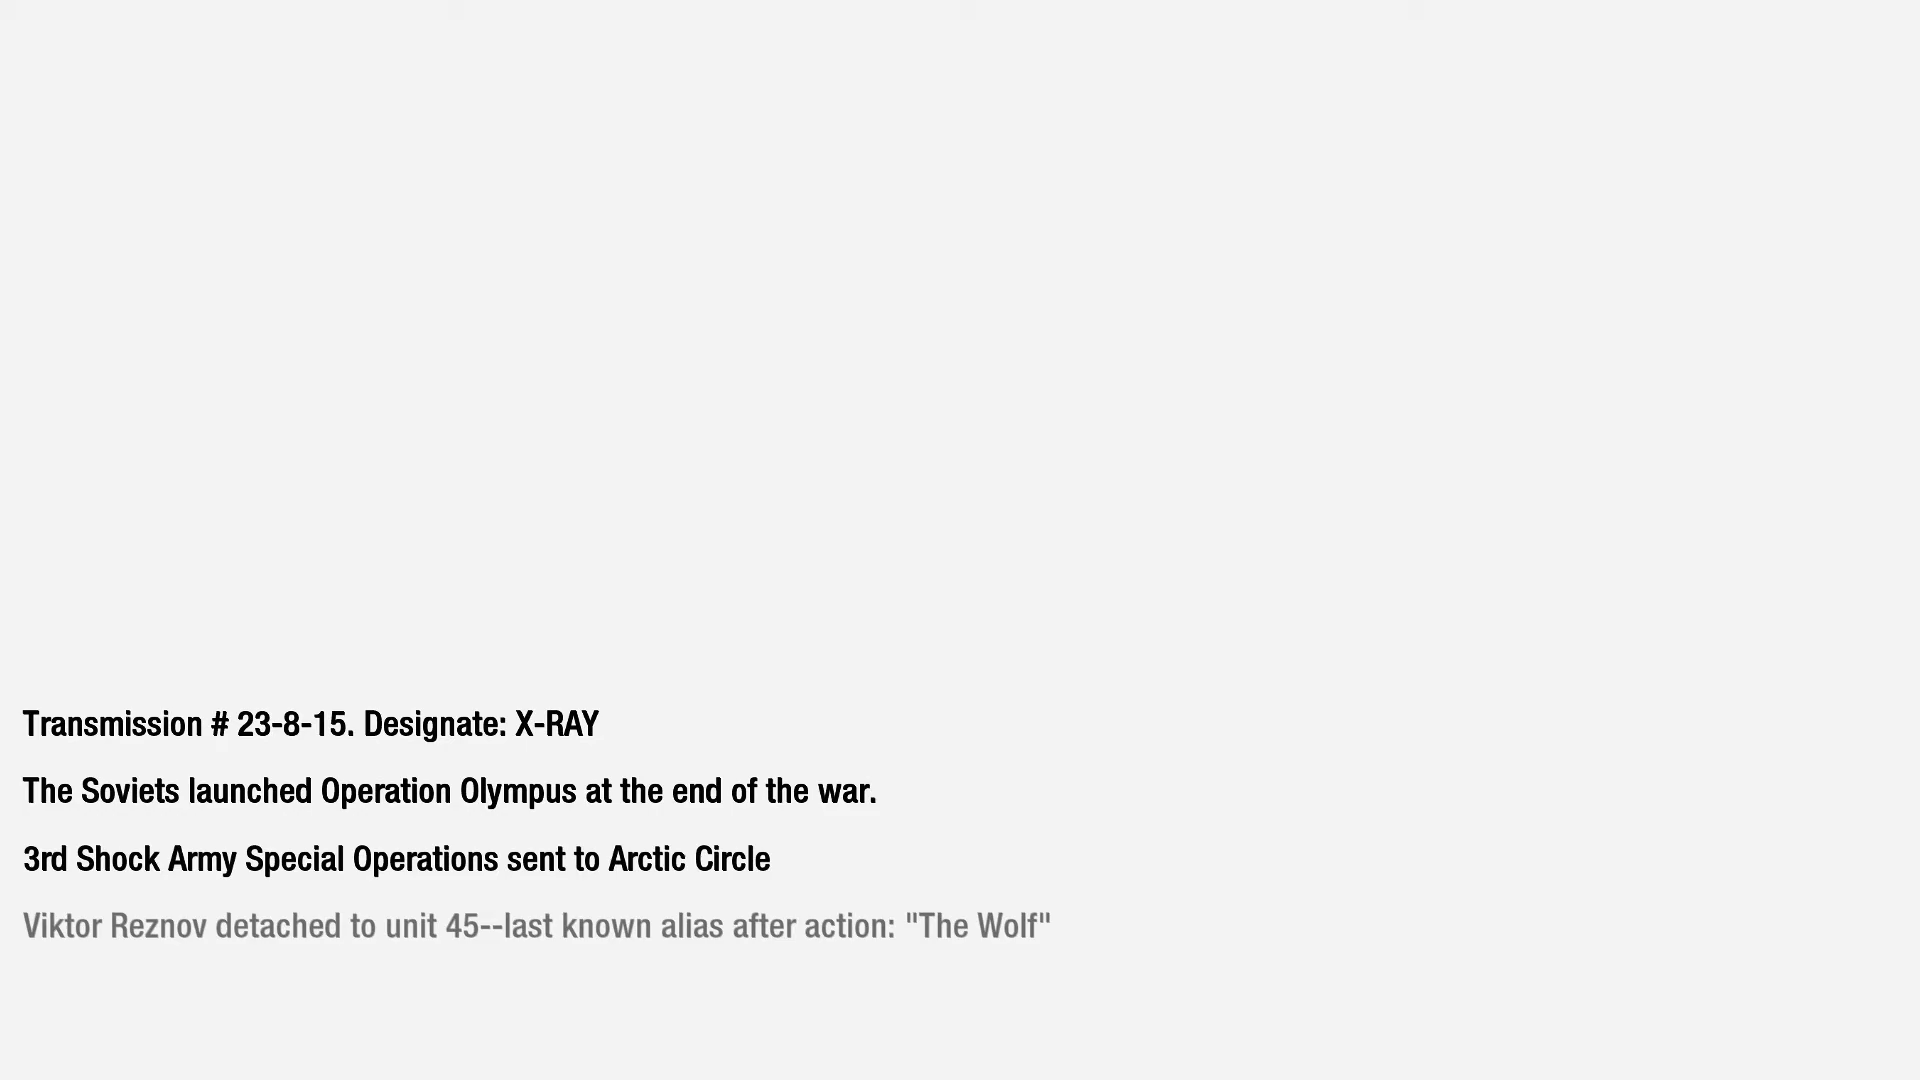 Transmission # 23-8-15. Designate: X-RAY
The Soviets launched Operation Olympus at the end of the war.
3rd Shock Army Special Operations sent to Arctic Circle
Viktor Reznov detached to unit 45--last known alias after action: "The Wolf"